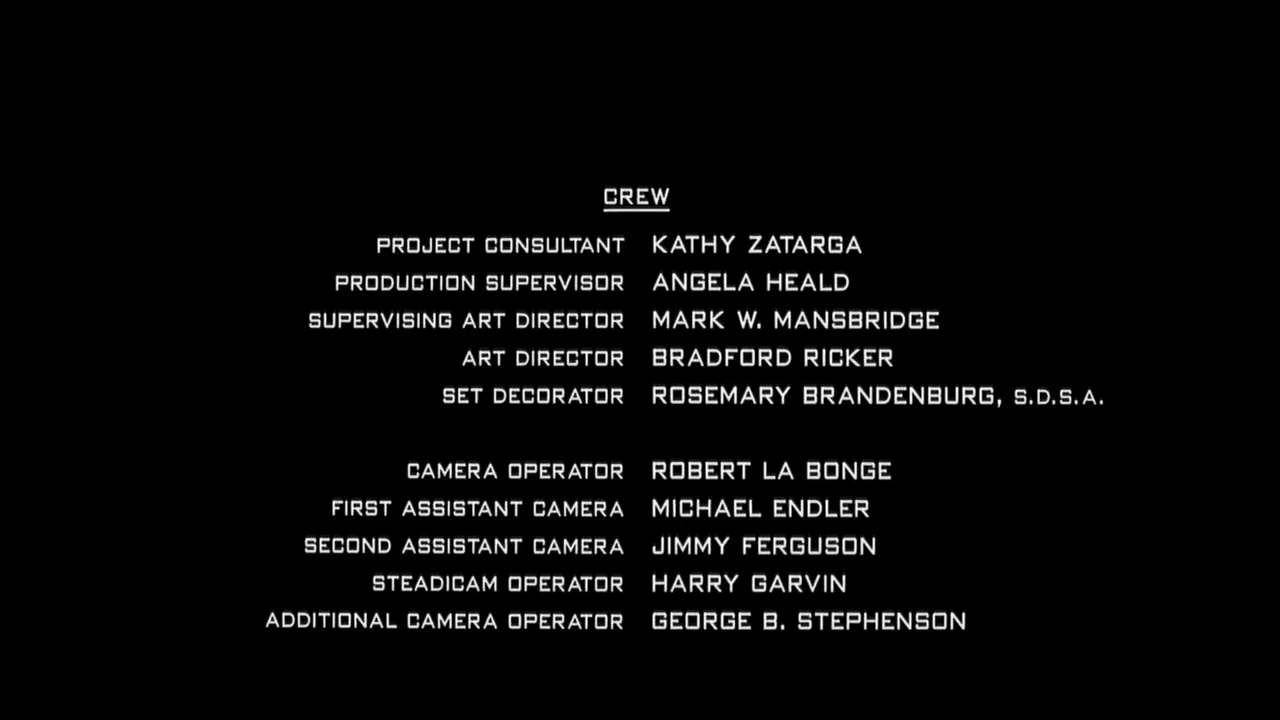 CREW
PROJECT CONSULTANT KATHY ZATARGA
PRODUCTION SUPERVISOR ANGELA HEALD
SUPERVISING ART DIRECTOR MARK W. MANSBRIDGE
ART DIRECTOR BRADFORD RICKER
SET DECORATOR ROSEMARY BRANDENBURG, S.D.S.A.
CAMERA OPERATOR ROBERT LA BONGE
FIRST ASSISTANT CAMERA MICHAEL ENDLER
SECOND ASSISTANT CAMERA JIMMY FERGUSON
STEADICAM OPERATOR HARRY GARVIN
ADDITIONAL CAMERA OPERATOR GEORGE B. STEPHENSON